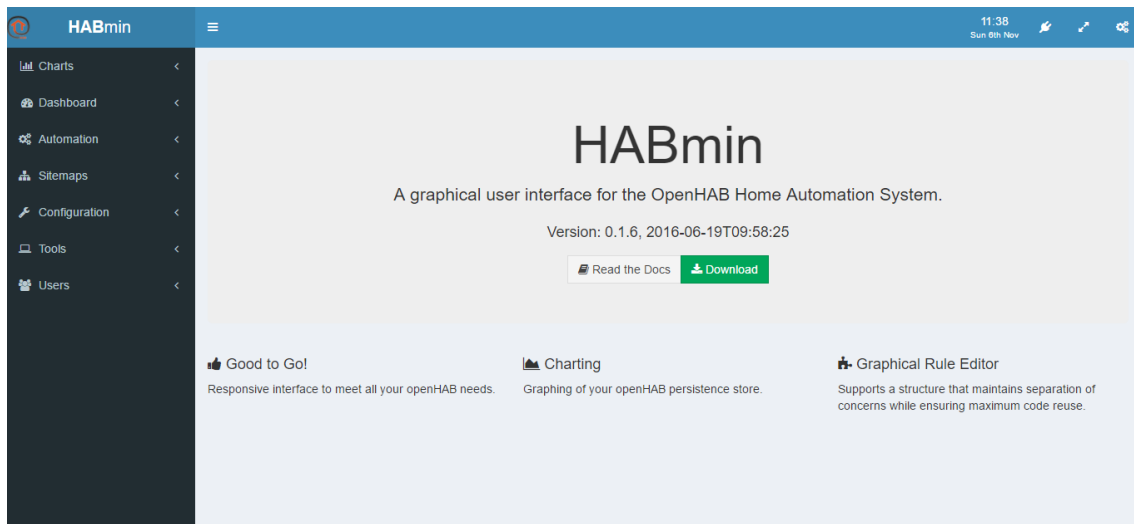 HABmin
11:38
Sun 6th Nov
Charts
Dashboard
Automation
Sitemaps
Configuration
Tools
Users
HABmin
A graphical user interface for the OpenHAB Home Automation System.
Version: 0.1.6, 2016-06-19T09:58:25
Read the Docs
Download
Good to Go!
Responsive interface to meet all your openHAB needs.
Charting
Graphing of your openHAB persistence store.
Graphical Rule Editor
Supports a structure that maintains separation of
concerns while ensuring maximum code reuse.